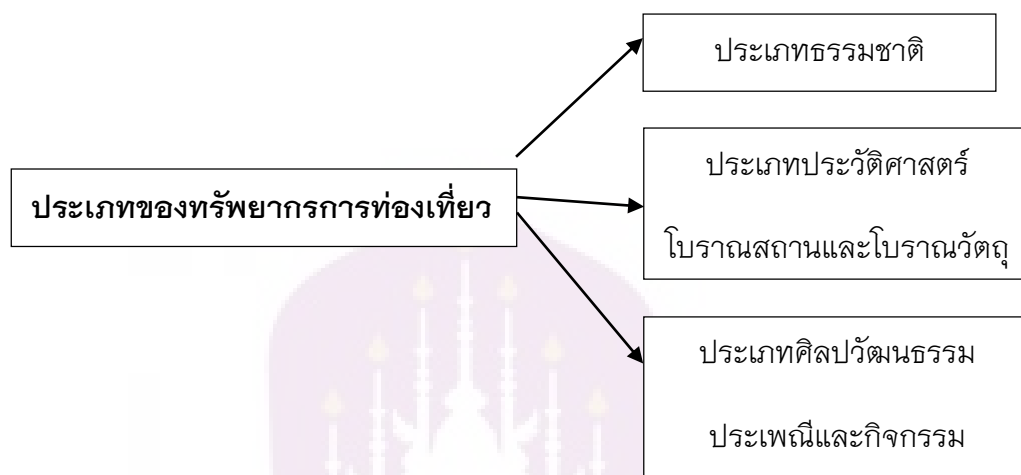 ประเภทธรรมชาติ
ประเภทของทรัพยากรการท่องเที่ยว
ประเภทประวัติศาสตร์
โบราณสถานและโบราณวัตถุ
ประเภทศิลปวัฒนธรรม
ประเพณีและกิจกรรม